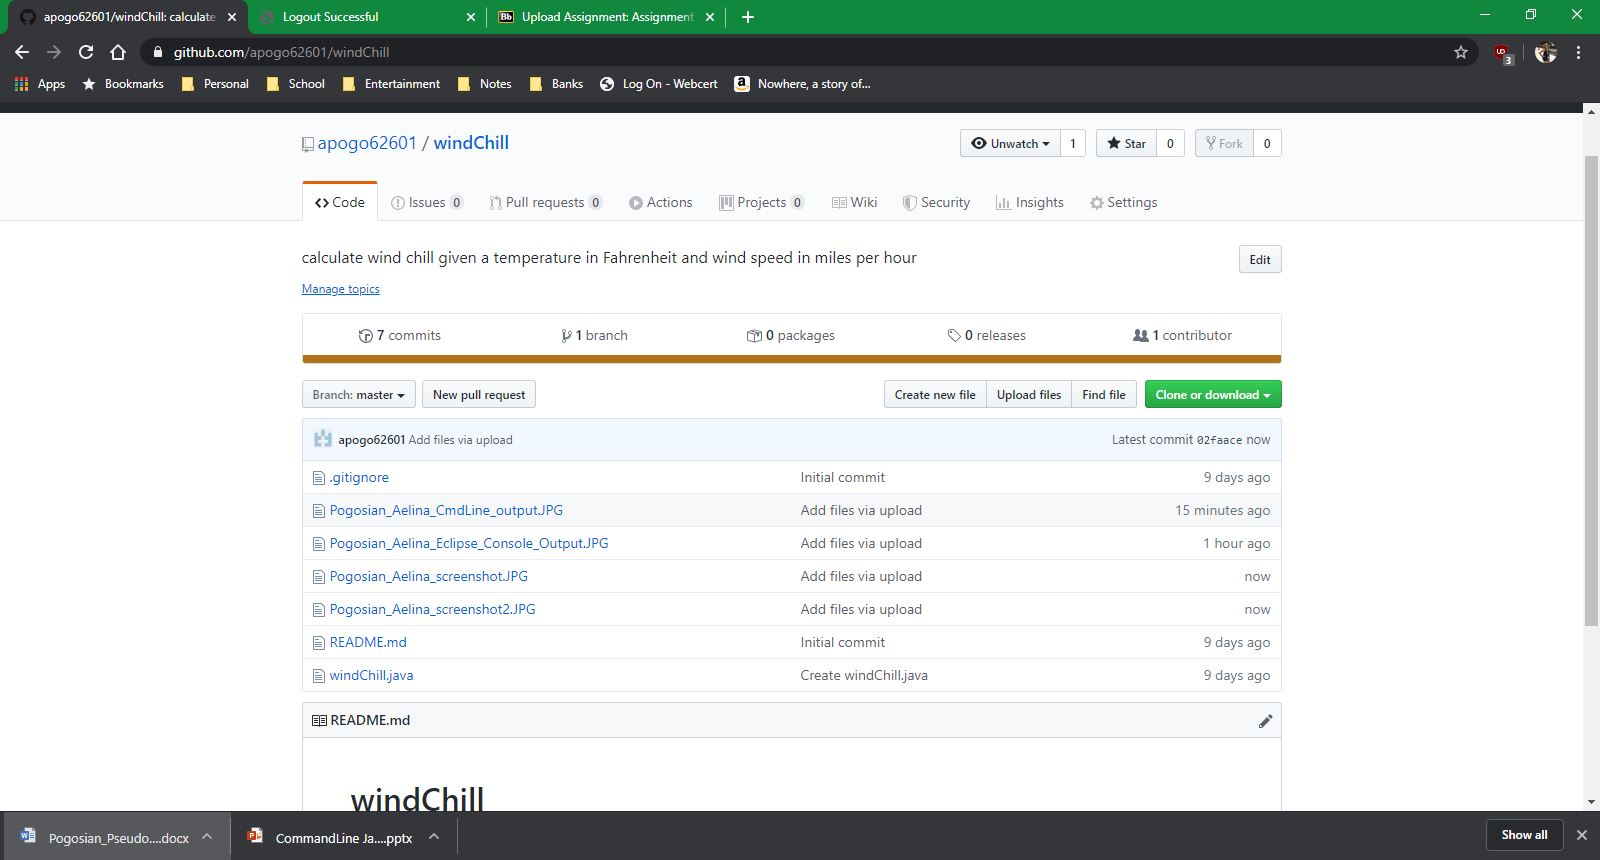 apogo62601/windChill: calculate
Logout Successful
Bb Upload Assignment: Assignment
github.com/apogo62601/windChill
3
Apps Bookmarks Personal School Entertainment Notes Banks Log On - Webcert Nowhere, a story of...
apogo62601 / windChill
Unwatch 1 Star 0 Fork 0
Code Issues 0 Pull requests 0 Actions Projects 0 Wiki Security Insights Settings
calculate wind chill given a temperature in Fahrenheit and wind speed in miles per hour
Edit
Manage topics
7 commits 1 branch 0 packages 0 releases 1 contributor
Branch: master New pull request Create new file Upload files Find file Clone or download
apogo62601 Add files via upload Latest commit 02faace now
.gitignore Initial commit 9 days ago
Pogosian_Aelina_CmdLine_output.JPG Add files via upload 15 minutes ago
Pogosian_Aelina_Eclipse_Console_Output.JPG Add files via upload 1 hour ago
Pogosian_Aelina_screenshot.JPG Add files via upload now
Pogosian_Aelina_screenshot2.JPG Add files via upload now
README.md Initial commit 9 days ago
windChill.java Create windChill.java 9 days ago
README.md
windChill
Pogosian_Pseudo....docx CommandLine Ja....pptx Show all